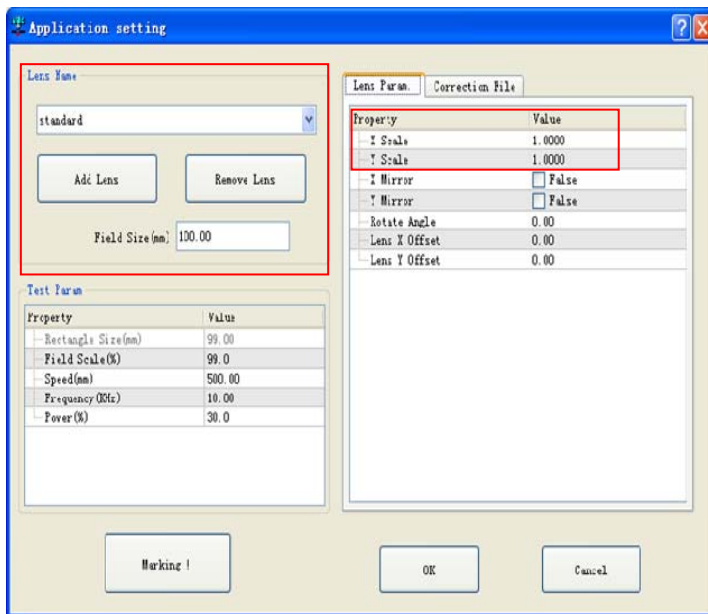 Application setting
Lens Name
standard
Add Lens
Remove Lens
Field Size(mm) 100.00
Test Param
Property Value
Rectangle Size(mm) 99.00
Field Scale(%) 99.0
Speed(mm) 500.00
Frequency(KHz) 10.00
Power(%) 30.0
Marking !
Lens Param. Correction File
Property Value
X Scale 1.0000
Y Scale 1.0000
X Mirror False
Y Mirror False
Rotate Angle 0.00
Lens X Offset 0.00
Lens Y Offset 0.00
OK
Cancel